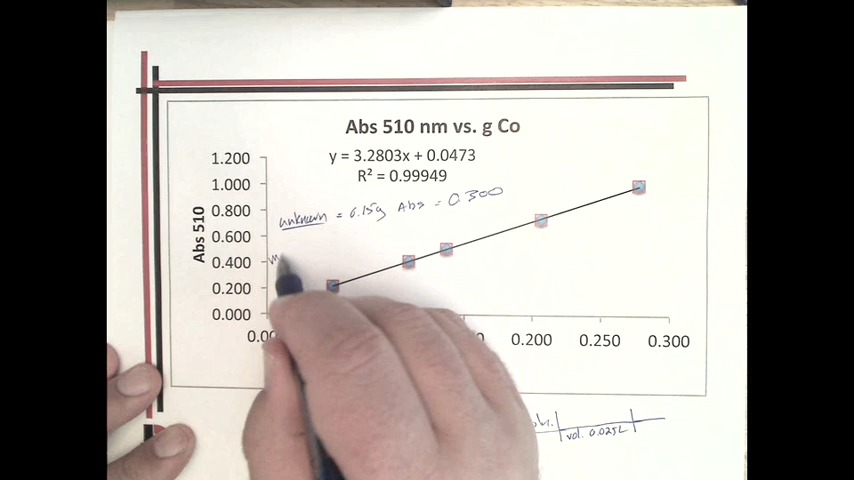 Abs 510 nm vs. g Co
y = 3.2803x + 0.0473
R² = 0.99949
unknown = 0.15g Abs = 0.300
Abs 510
1.200
1.000
0.800
0.600
0.400
0.200
0.000
0.200 0.250 0.300
vol. 0.025L